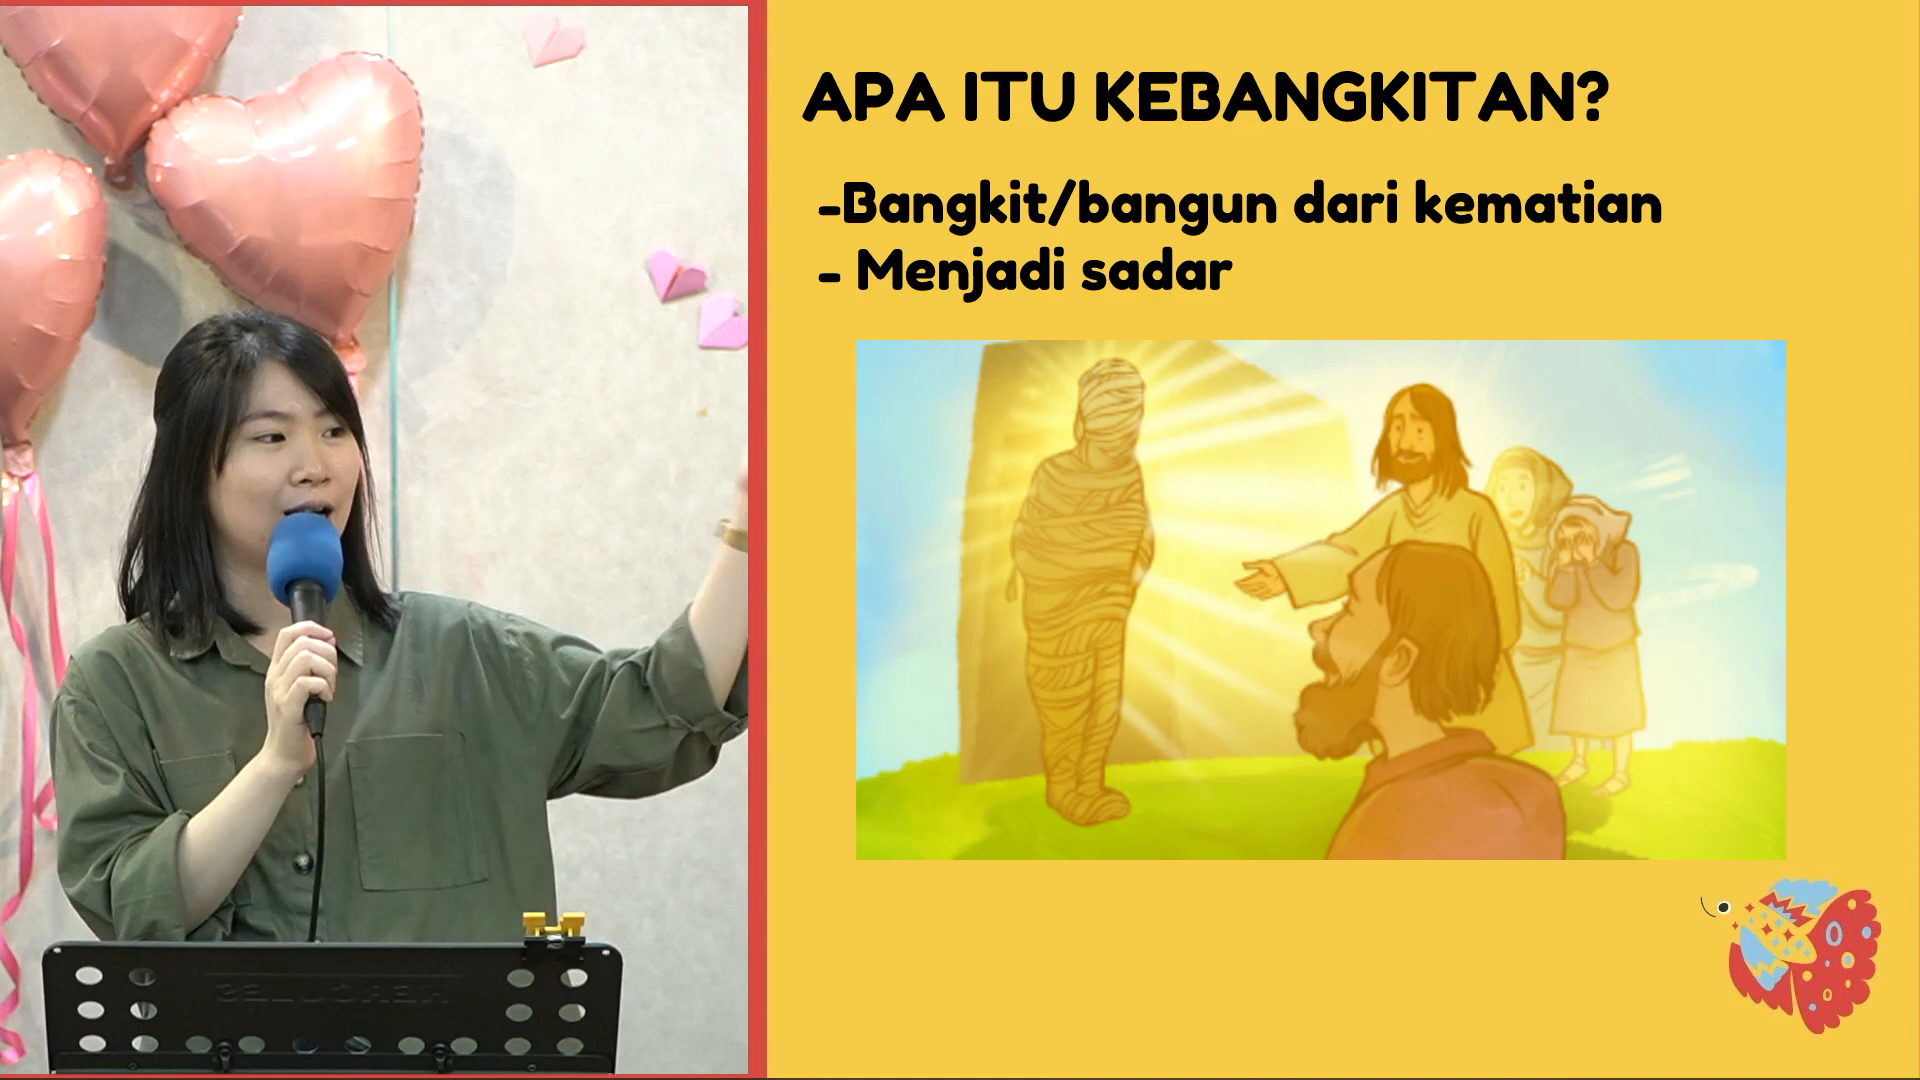 APA ITU KEBANGKITAN?
-Bangkit/bangun dari kematian
- Menjadi sadar